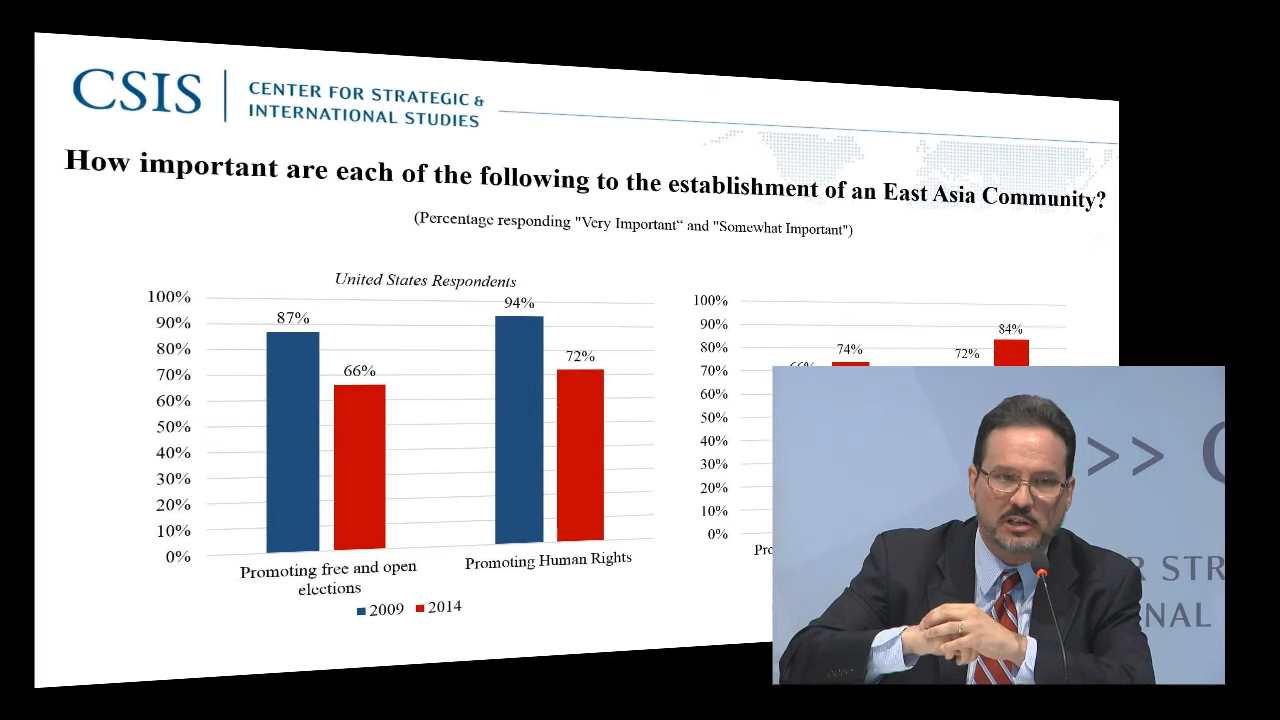 CSIS
CENTER FOR STRATEGIC &
INTERNATIONAL STUDIES
How important are each of the following to the establishment of an East Asia Community?
(Percentage responding "Very Important“ and "Somewhat Important")
United States Respondents
100%
90%
80%
70%
60%
50%
40%
30%
20%
10%
0%
87%
66%
94%
72%
Promoting free and open
elections
Promoting Human Rights
2009 2014
100%
90%
80%
70%
60%
50%
40%
30%
20%
10%
0%
66%
74%
72%
84%
>>
STR
NAL